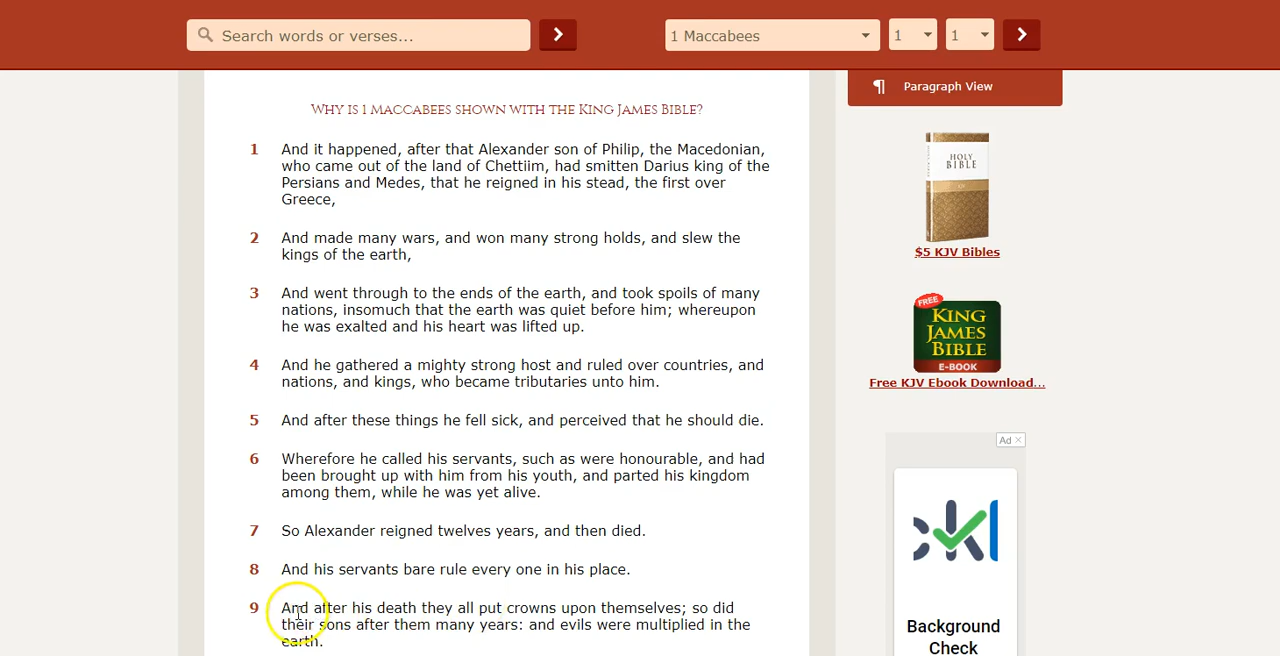 Search words or verses...
1 Maccabees
1
1
Why is 1 Maccabees shown with the King James Bible?
1 And it happened, after that Alexander son of Philip, the Macedonian,
who came out of the land of Chettiim, had smitten Darius king of the
Persians and Medes, that he reigned in his stead, the first over
Greece,
2 And made many wars, and won many strong holds, and slew the
kings of the earth,
3 And went through to the ends of the earth, and took spoils of many
nations, insomuch that the earth was quiet before him; whereupon
he was exalted and his heart was lifted up.
4 And he gathered a mighty strong host and ruled over countries, and
nations, and kings, who became tributaries unto him.
5 And after these things he fell sick, and perceived that he should die.
6 Wherefore he called his servants, such as were honourable, and had
been brought up with him from his youth, and parted his kingdom
among them, while he was yet alive.
7 So Alexander reigned twelves years, and then died.
8 And his servants bare rule every one in his place.
9 And after his death they all put crowns upon themselves; so did
their sons after them many years: and evils were multiplied in the
earth.
¶ Paragraph View
HOLY
BIBLE
$5 KJV Bibles
FREE
KING
JAMES
BIBLE
E-BOOK
Free KJV Ebook Download...
Ad
Background
Check